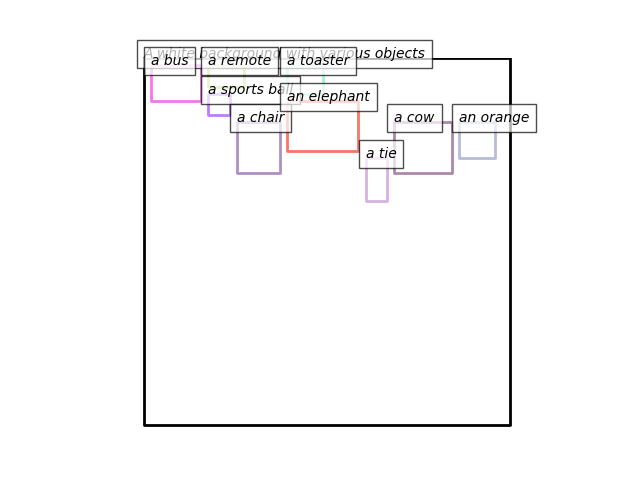 A white background with various objects
a bus
a remote
a toaster
a sports ball
an elephant
a chair
a cow
an orange
a tie